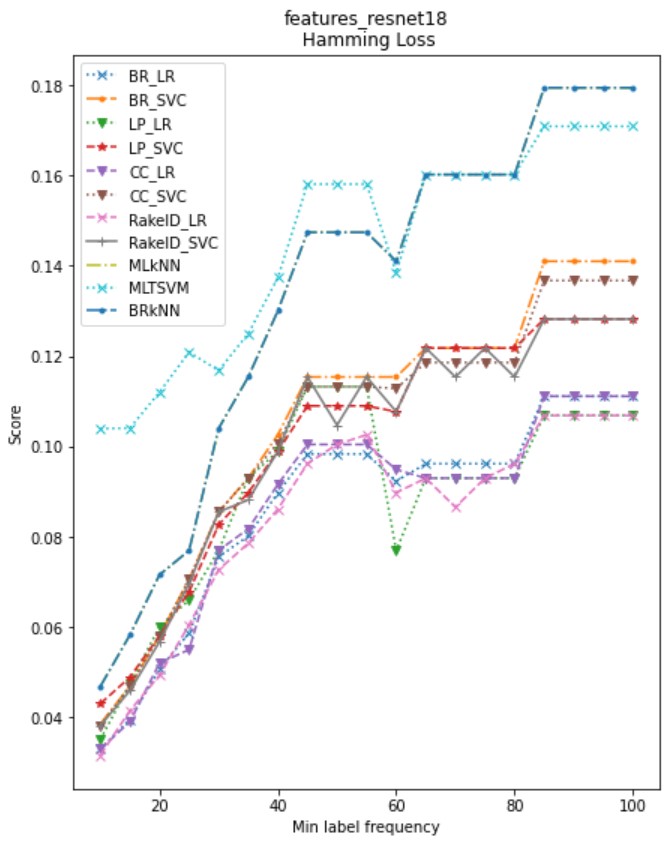 features_resnet18
Hamming Loss
BR_LR
BR_SVC
LP_LR
LP_SVC
CC_LR
CC_SVC
RakelD_LR
RakelD_SVC
MLkNN
MLTSVM
BRkNN
0.18
0.16
0.14
0.12
0.10
0.08
0.06
0.04
Score
20 40 60 80 100
Min label frequency